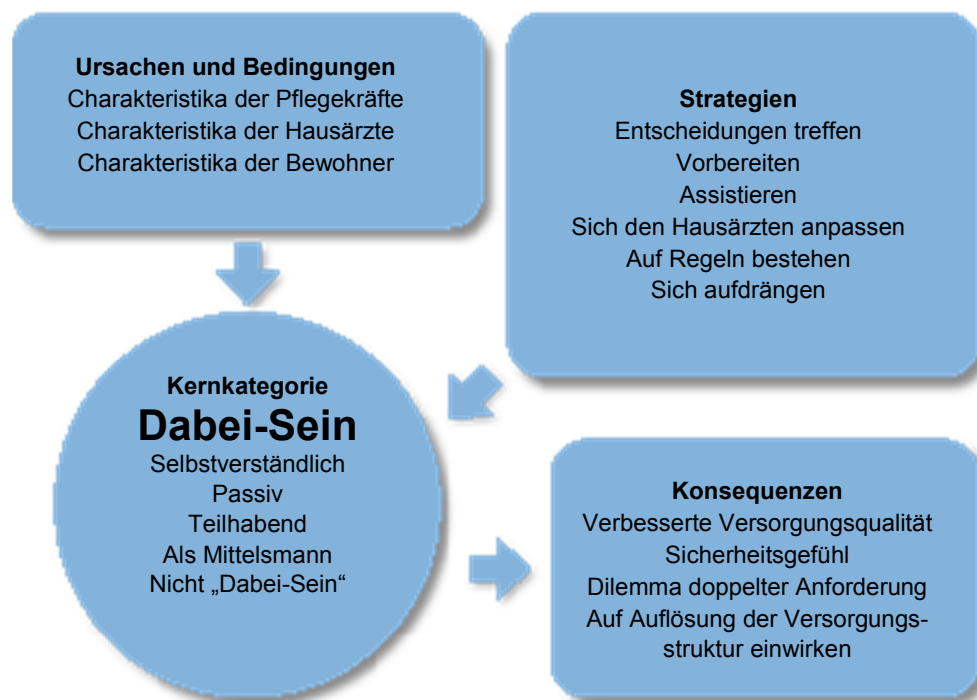 Ursachen und Bedingungen
Charakteristika der Pflegekräfte
Charakteristika der Hausärzte
Charakteristika der Bewohner
Strategien
Entscheidungen treffen
Vorbereiten
Assistieren
Sich den Hausärzten anpassen
Auf Regeln bestehen
Sich aufdrängen
Kernkategorie
Dabei-Sein
Selbstverständlich
Passiv
Teilhabend
Als Mittelsmann
Nicht „Dabei-Sein“
Konsequenzen
Verbesserte Versorgungsqualität
Sicherheitsgefühl
Dilemma doppelter Anforderung
Auf Auflösung der Versorgungs-
struktur einwirken